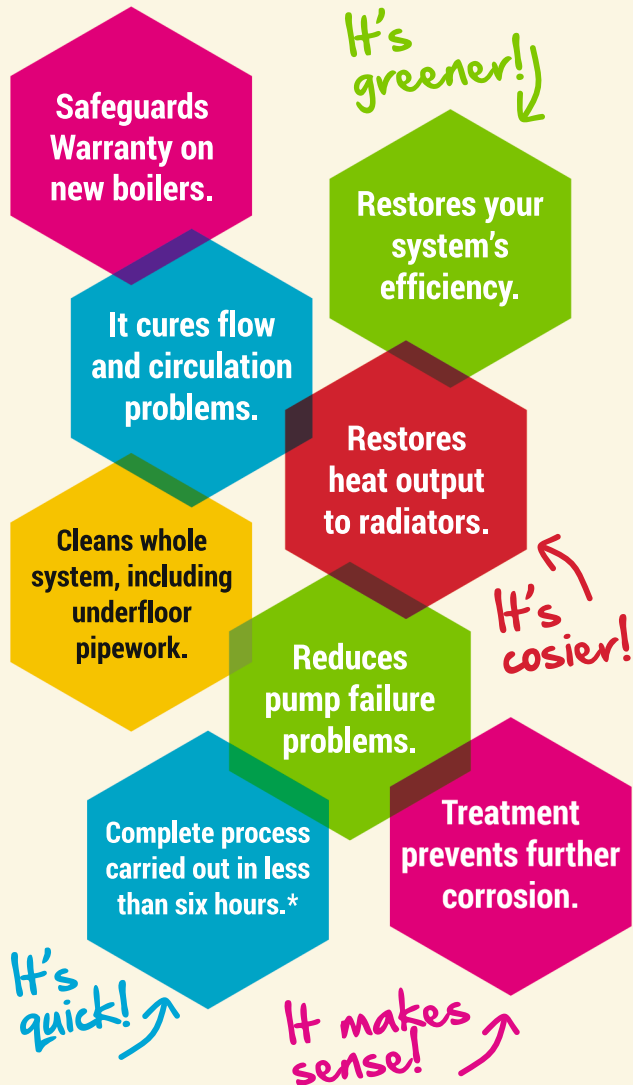 Safeguards
Warranty on
new boilers.
It's
greener!
Restores your
system's
efficiency.
It cures flow
and circulation
problems.
Restores
heat output
to radiators.
It's
cosier!
Cleans whole
system, including
underfloor
pipework.
Reduces
pump failure
problems.
Complete process
carried out in less
than six hours.*
It's
quick!
Treatment
prevents further
corrosion.
It makes
sense!